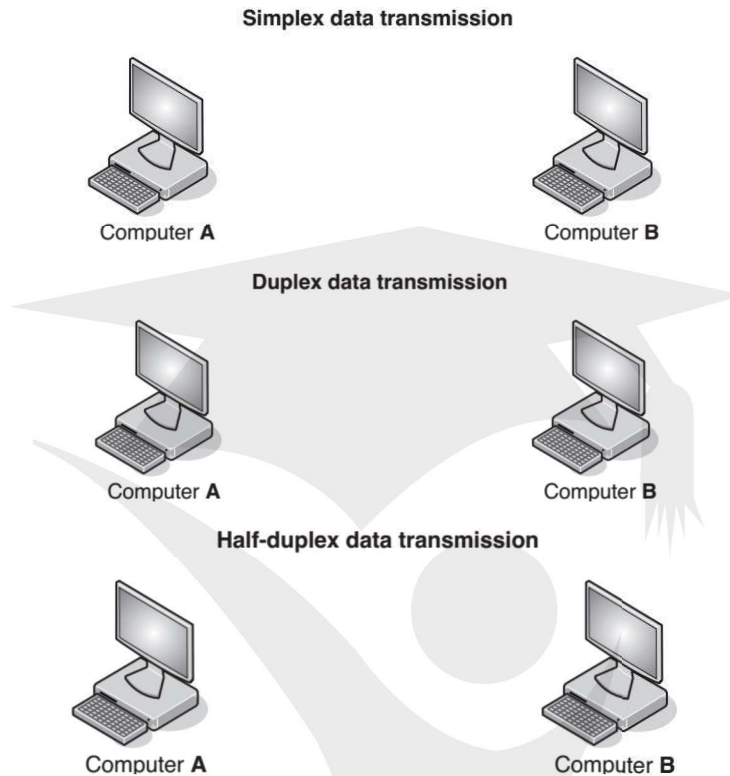 Simplex data transmission
Computer A Computer B
Duplex data transmission
Computer A Computer B
Half-duplex data transmission
Computer A Computer B